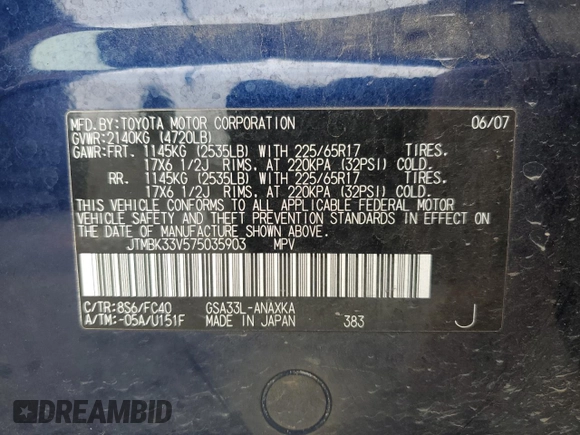 MFD.BY:TOYOTA MOTOR CORPORATION 06/07
GVWR:2140KG (4720LB)
GAWR:FRT. 1145KG (2535LB) WITH 225/65R17 TIRES.
17X6 1/2J RIMS, AT 220KPA (32PSI) COLD.
RR. 1145KG (2535LB) WITH 225/65R17 TIRES.
17X6 1/2J RIMS, AT 220KPA (32PSI) COLD.
THIS VEHICLE CONFORMS TO ALL APPLICABLE FEDERAL MOTOR
VEHICLE SAFETY AND THEFT PREVENTION STANDARDS IN EFFECT ON
THE DATE OF MANUFACTURE SHOWN ABOVE.
JTMBK33V575035903 MPV
C/TR:8S6/FC40 GSA33L-ANAXKA
A/TM:-05A/U151F MADE IN JAPAN 383 J
DREAMBID